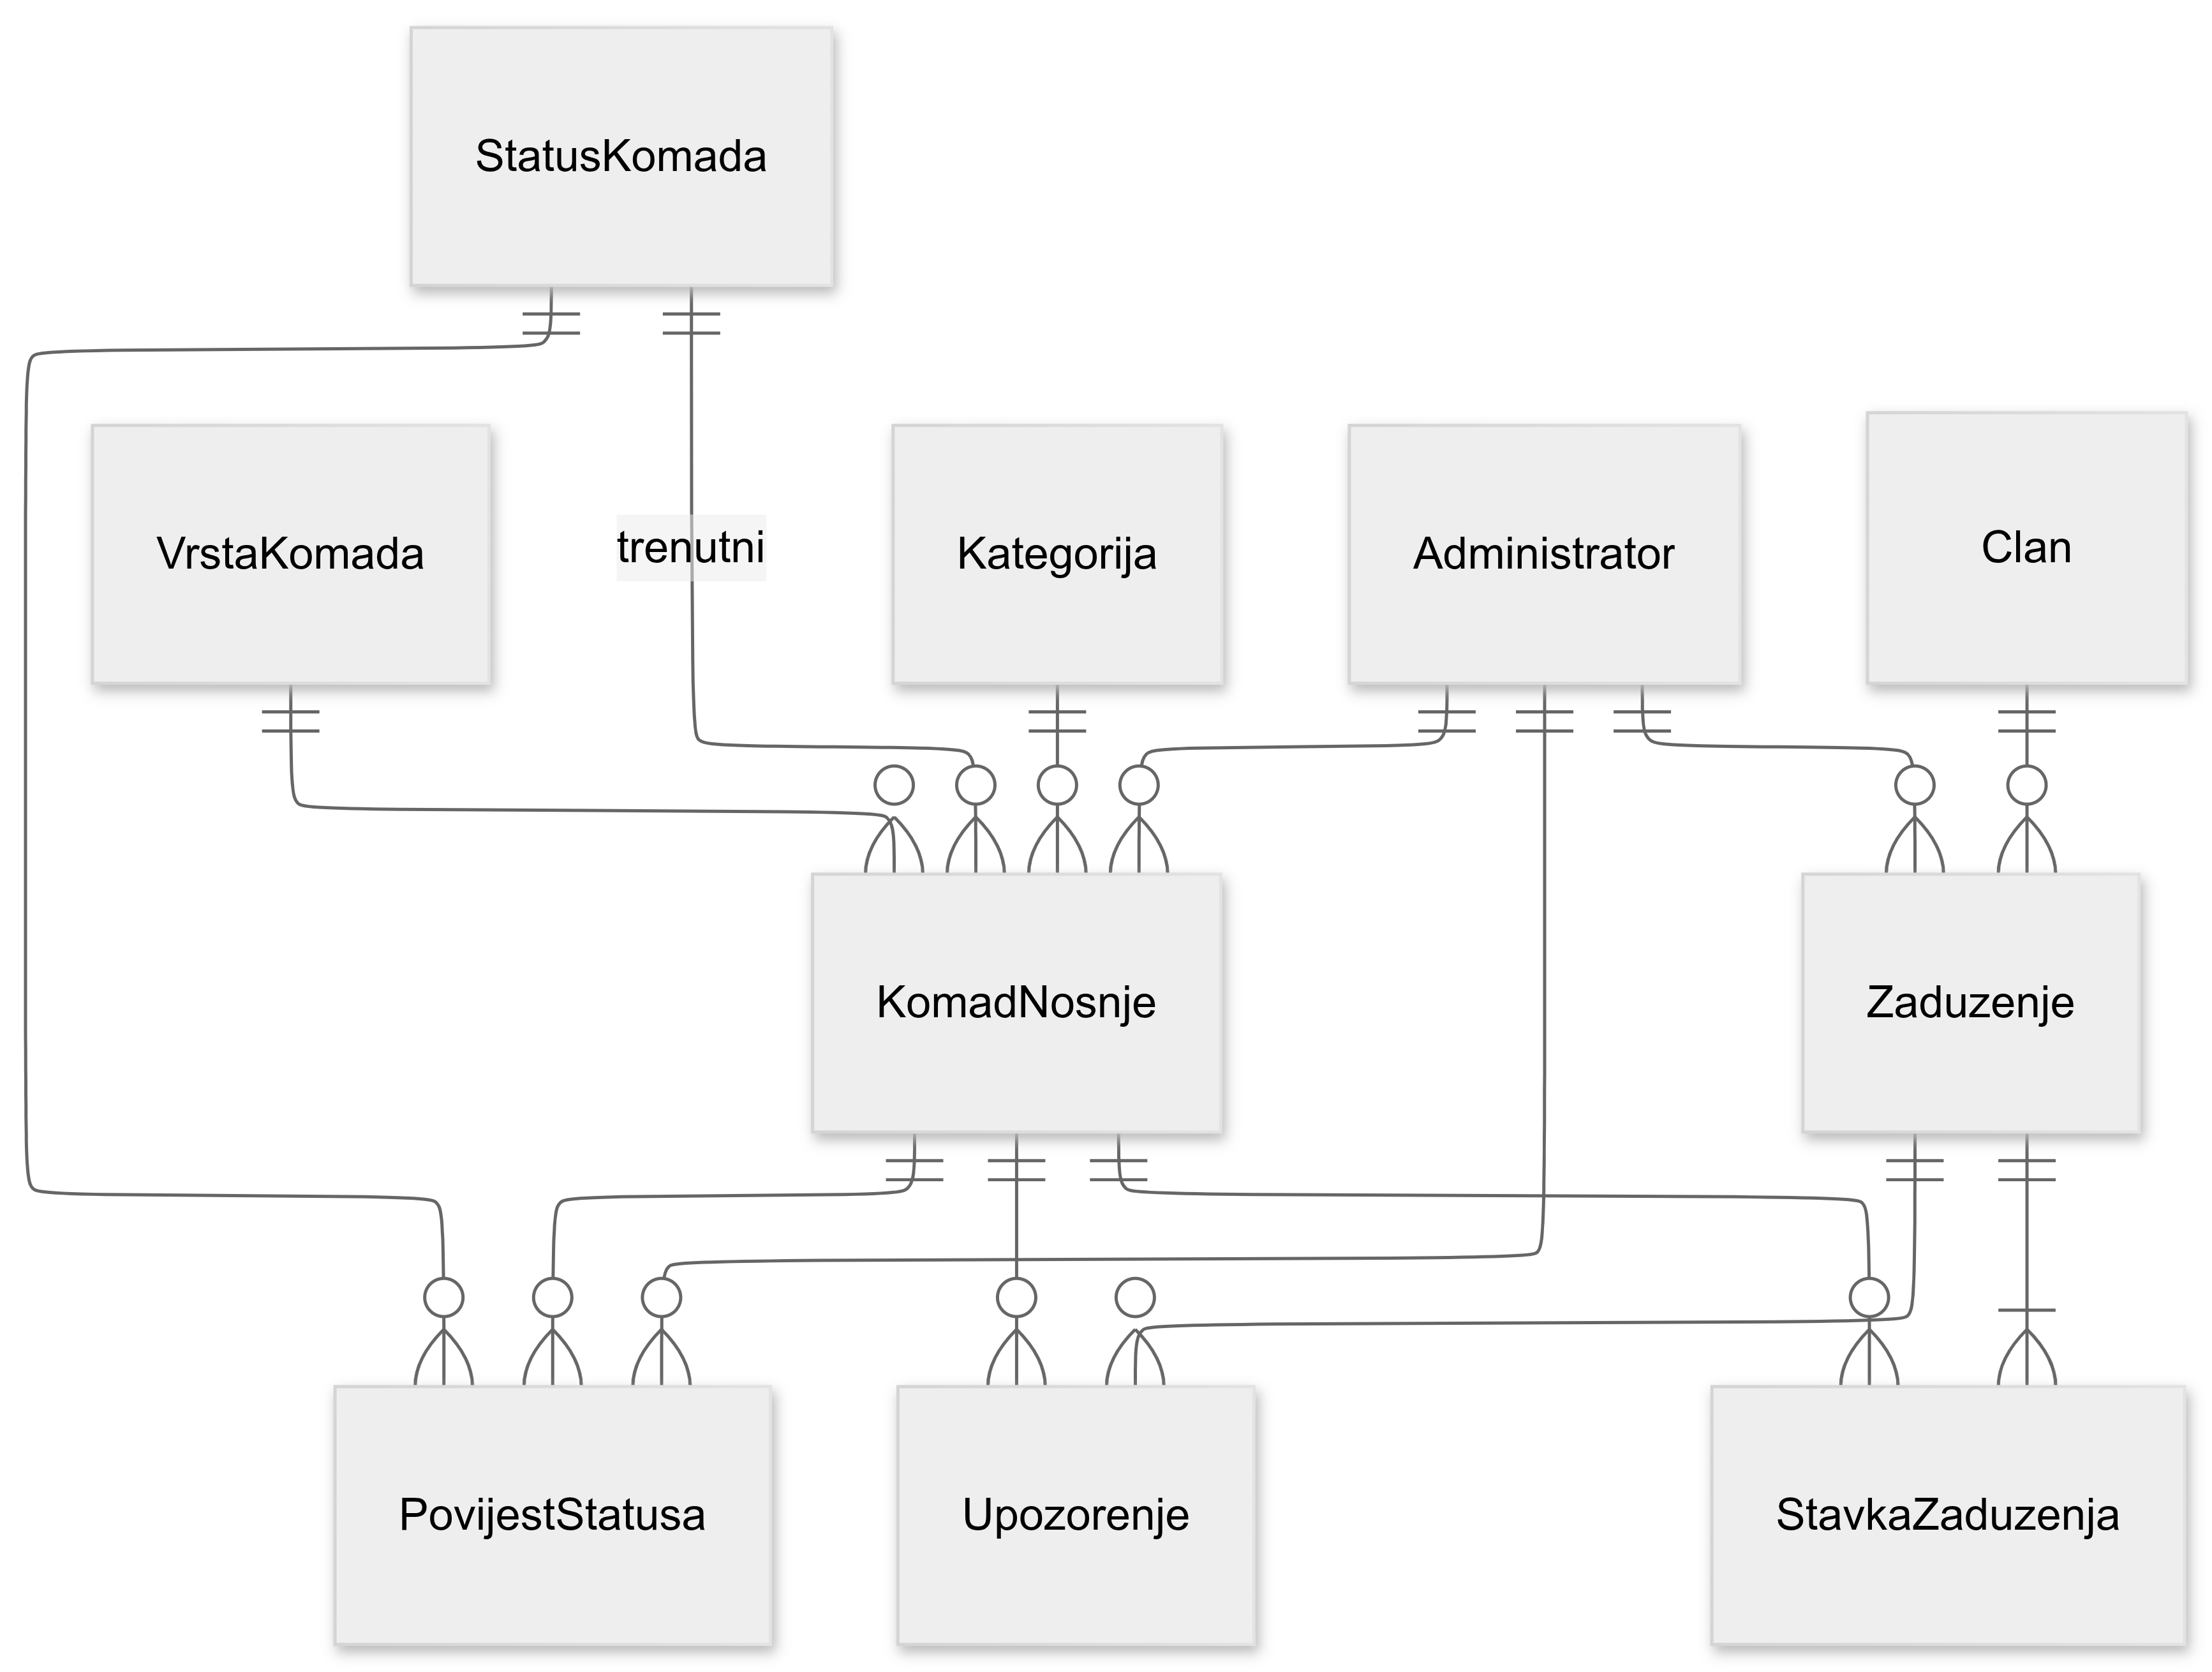 StatusKomada
VrstaKomada
trenutni
Kategorija
Administrator
Clan
KomadNosnje
Zaduzenje
PovijestStatusa
Upozorenje
StavkaZaduzenja